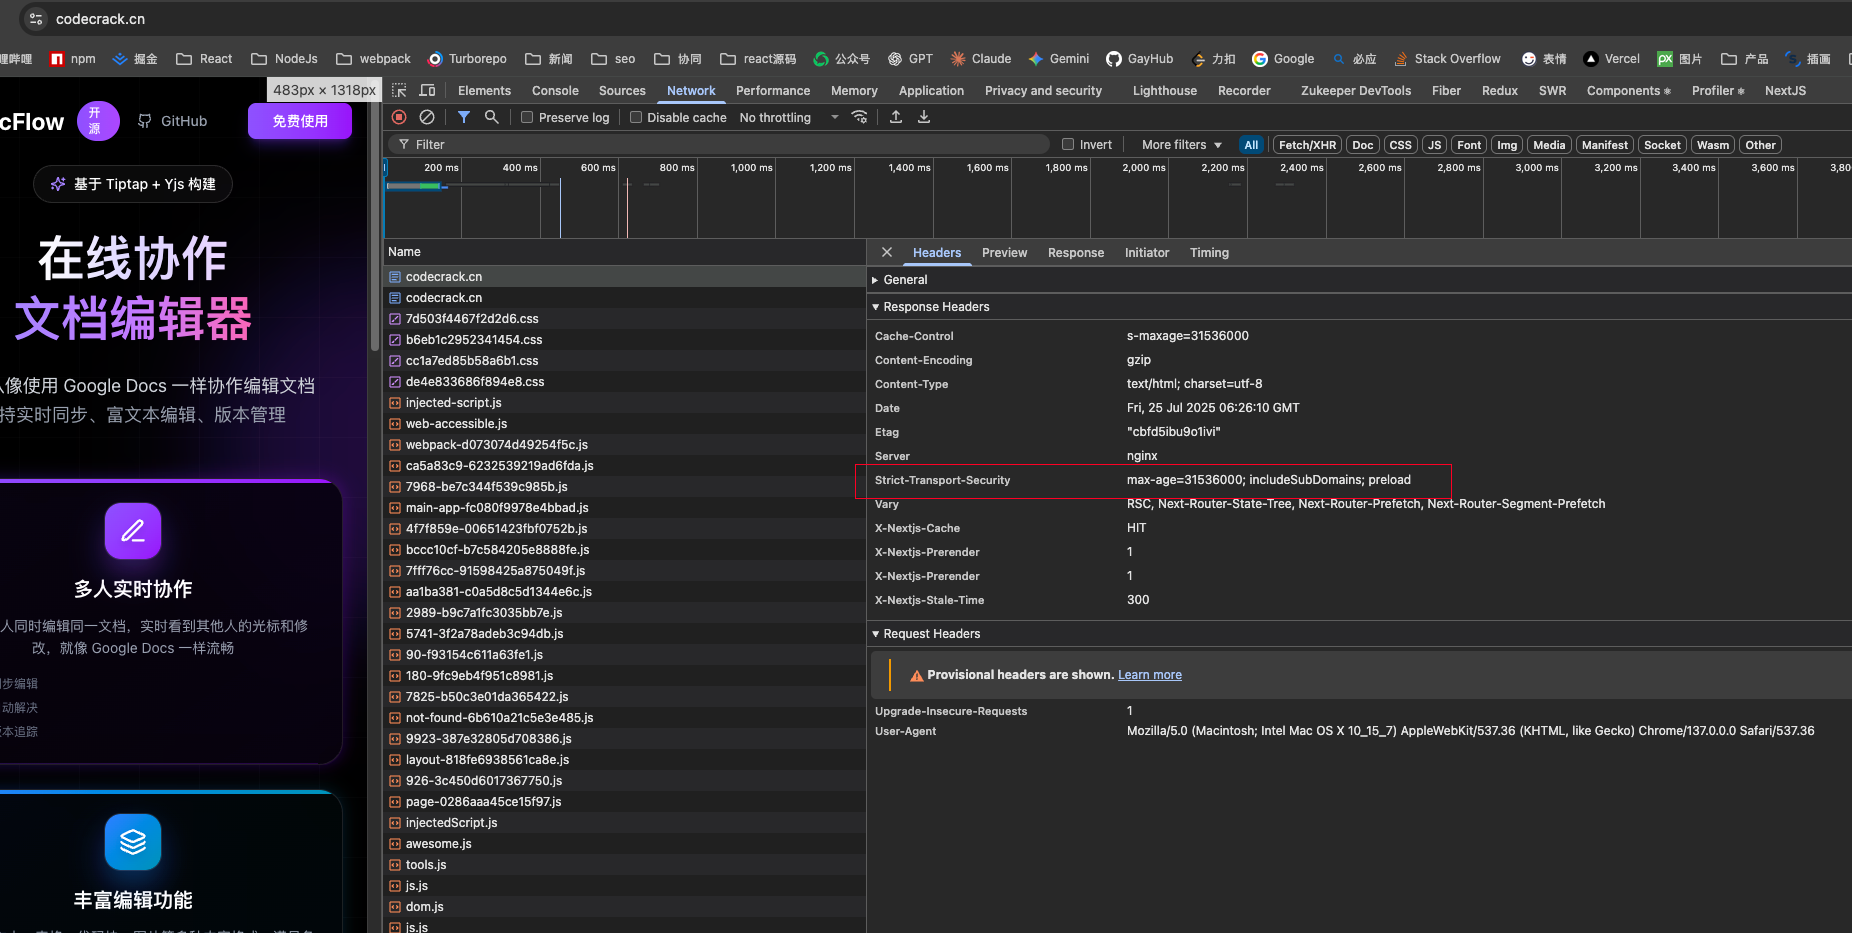 codecrack.cn
哩哔哩
npm
掘金
React
NodeJs
webpack
Turborepo
新闻
seo
协同
react源码
公众号
GPT
Claude
Gemini
GayHub
力扣
Google
必应
Stack Overflow
表情
Vercel
图片
产品
插画
483px × 1318px
cFlow
开源
GitHub
免费使用
基于 Tiptap + Yjs 构建
在线协作
文档编辑器
像使用 Google Docs 一样协作编辑文档
持实时同步、富文本编辑、版本管理
多人实时协作
人同时编辑同一文档，实时看到其他人的光标和修
改，就像 Google Docs 一样流畅
步编辑
动解决
本追踪
丰富编辑功能
Elements Console Sources Network Performance Memory Application Privacy and security Lighthouse Recorder Zukeeper DevTools Fiber Redux SWR Components Profiler NextJS
Preserve log Disable cache No throttling
Filter Invert More filters All Fetch/XHR Doc CSS JS Font Img Media Manifest Socket Wasm Other
200 ms 400 ms 600 ms 800 ms 1,000 ms 1,200 ms 1,400 ms 1,600 ms 1,800 ms 2,000 ms 2,200 ms 2,400 ms 2,600 ms 2,800 ms 3,000 ms 3,200 ms 3,400 ms 3,600 ms 3,80
Name
codecrack.cn
codecrack.cn
7d503f4467f2d2d6.css
b6eb1c2952341454.css
cc1a7ed85b58a6b1.css
de4e833686f894e8.css
injected-script.js
web-accessible.js
webpack-d073074d49254f5c.js
ca5a83c9-6232539219ad6fda.js
7968-be7c344f539c985b.js
main-app-fc080f9978e4bbad.js
4f7f859e-00651423fbf0752b.js
bccc10cf-b7c584205e8888fe.js
7fff76cc-91598425a875049f.js
aa1ba381-c0a5d8c5d1344e6c.js
2989-b9c7a1fc3035bb7e.js
5741-3f2a78adeb3c94db.js
90-f93154c611a63fe1.js
180-9fc9eb4f951c8981.js
7825-b50c3e01da365422.js
not-found-6b610a21c5e3e485.js
9923-387e32805d708386.js
layout-818fe6938561ca8e.js
926-3c450d6017367750.js
page-0286aaa45ce15f97.js
injectedScript.js
awesome.js
tools.js
js.js
dom.js
js.js
Headers Preview Response Initiator Timing
General
Response Headers
Cache-Control s-maxage=31536000
Content-Encoding gzip
Content-Type text/html; charset=utf-8
Date Fri, 25 Jul 2025 06:26:10 GMT
Etag "cbfd5ibu9o1ivi"
Server nginx
Strict-Transport-Security max-age=31536000; includeSubDomains; preload
Vary RSC, Next-Router-State-Tree, Next-Router-Prefetch, Next-Router-Segment-Prefetch
X-Nextjs-Cache HIT
X-Nextjs-Prerender 1
X-Nextjs-Prerender 1
X-Nextjs-Stale-Time 300
Request Headers
Provisional headers are shown. Learn more
Upgrade-Insecure-Requests 1
User-Agent Mozilla/5.0 (Macintosh; Intel Mac OS X 10_15_7) AppleWebKit/537.36 (KHTML, like Gecko) Chrome/137.0.0.0 Safari/537.36